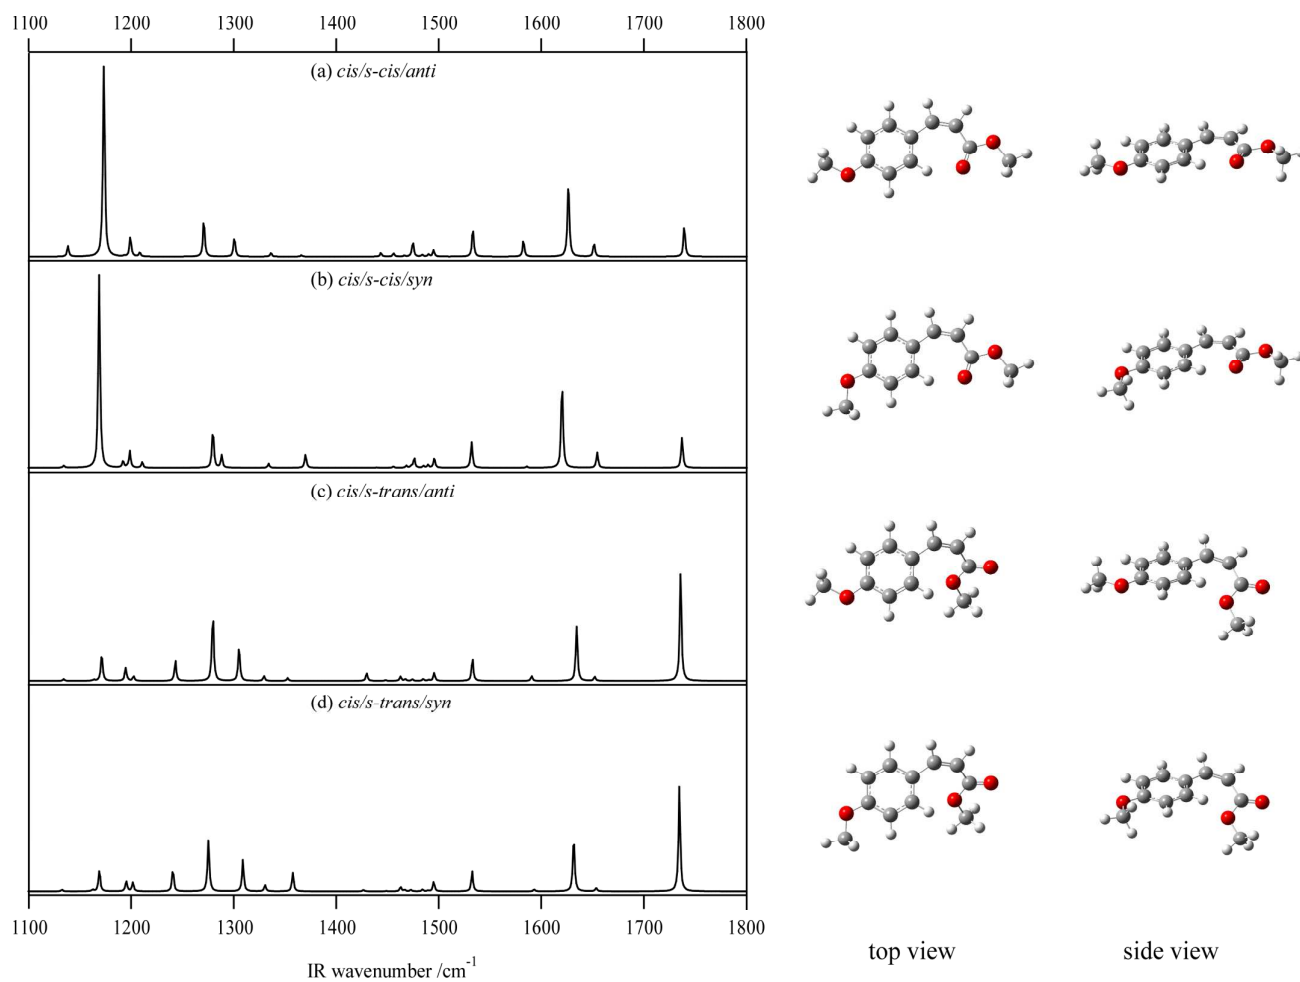 1100 1200 1300 1400 1500 1600 1700 1800
(a) cis/s-cis/anti
(b) cis/s-cis/syn
(c) cis/s-trans/anti
(d) cis/s-trans/syn
1100 1200 1300 1400 1500 1600 1700 1800
IR wavenumber /cm⁻¹
top view
side view